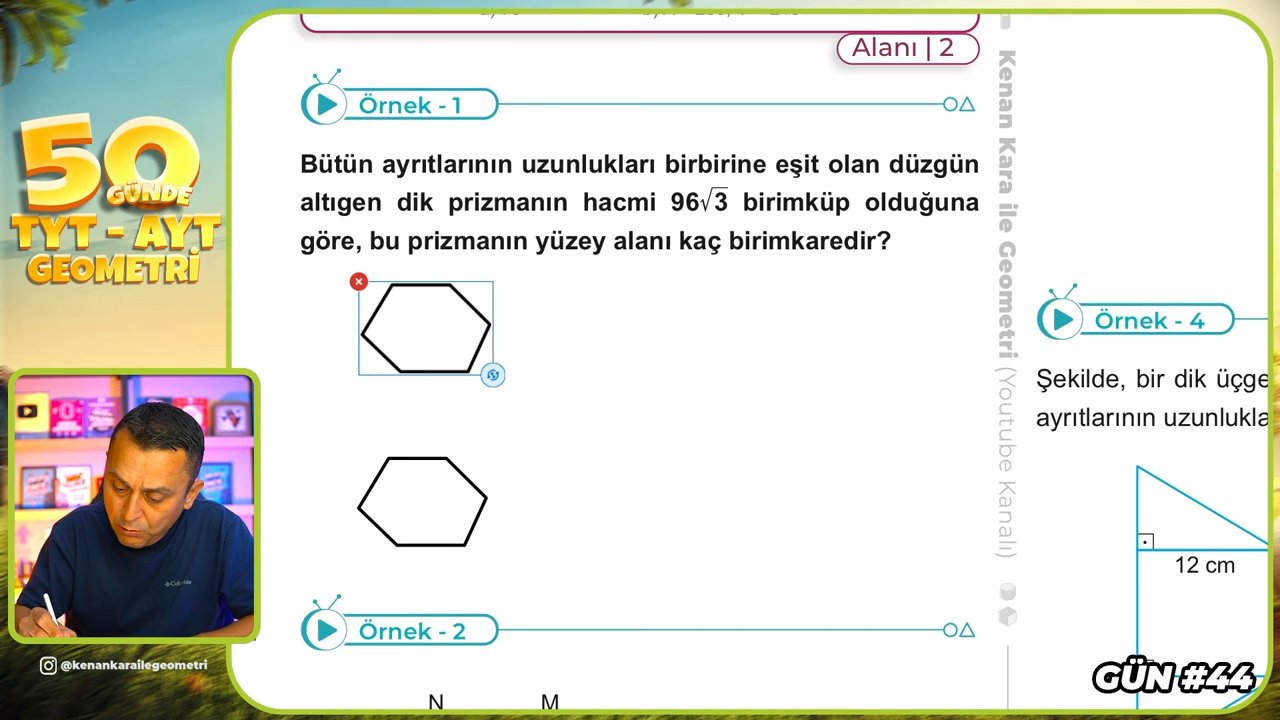 Alanı | 2
Örnek - 1
Bütün ayrıtlarının uzunlukları birbirine eşit olan düzgün
altıgen dik prizmanın hacmi 96√3 birimküp olduğuna
göre, bu prizmanın yüzey alanı kaç birimkaredir?
Örnek - 2
N M
Kenan Kara ile Geometri (Youtube Kanalı)
Örnek - 4
Şekilde, bir dik üçge
ayrıtlarının uzunlukla
12 cm
50
GÜNDE
TYT - AYT
GEOMETRİ
Columbia
@kenankarailegeometri
GÜN #44